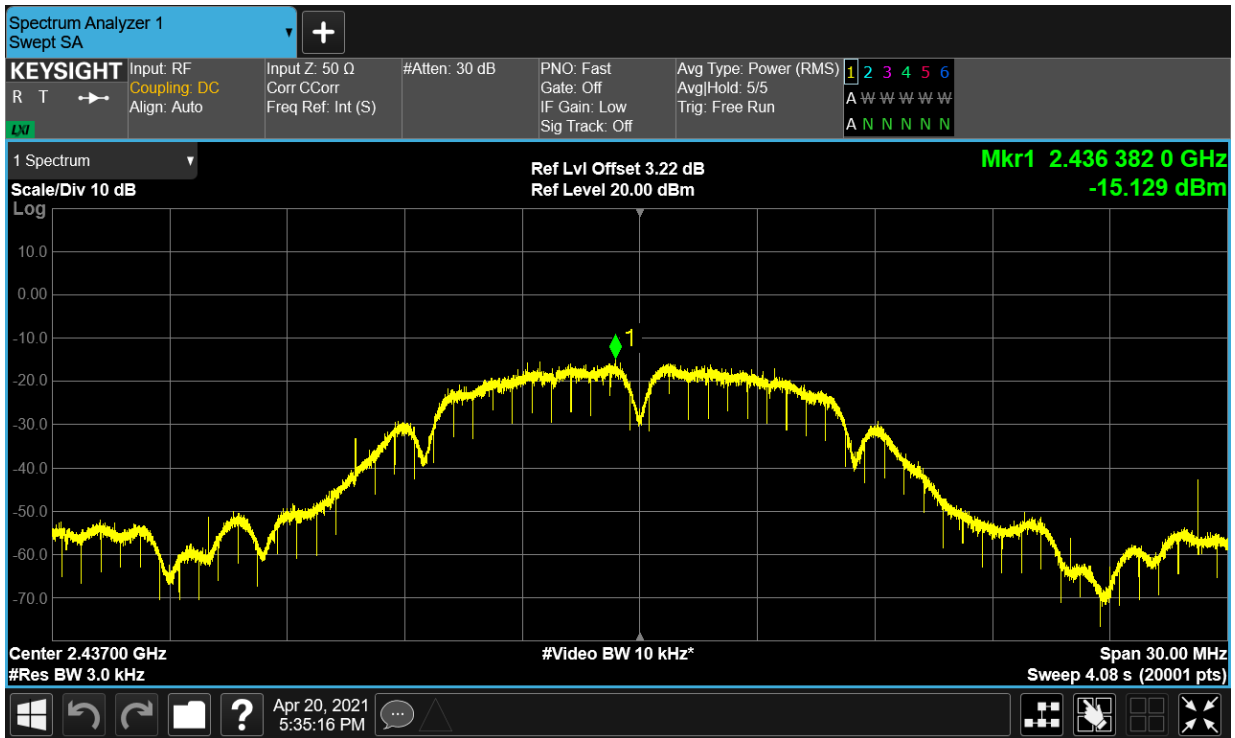 Spectrum Analyzer 1
Swept SA
+
KEYSIGHT
R T
LXI
Input: RF
Coupling: DC
Align: Auto
Input Z: 50 Ω
Corr CCorr
Freq Ref: Int (S)
#Atten: 30 dB
PNO: Fast
Gate: Off
IF Gain: Low
Sig Track: Off
Avg Type: Power (RMS)
Avg|Hold: 5/5
Trig: Free Run
1 2 3 4 5 6
A W W W W W
A N N N N N
1 Spectrum
Scale/Div 10 dB
Ref Lvl Offset 3.22 dB
Ref Level 20.00 dBm
Mkr1 2.436 382 0 GHz
-15.129 dBm
Log
10.0
0.00
-10.0
-20.0
-30.0
-40.0
-50.0
-60.0
-70.0
1
Center 2.43700 GHz
#Res BW 3.0 kHz
#Video BW 10 kHz*
Span 30.00 MHz
Sweep 4.08 s (20001 pts)
?
Apr 20, 2021
5:35:16 PM